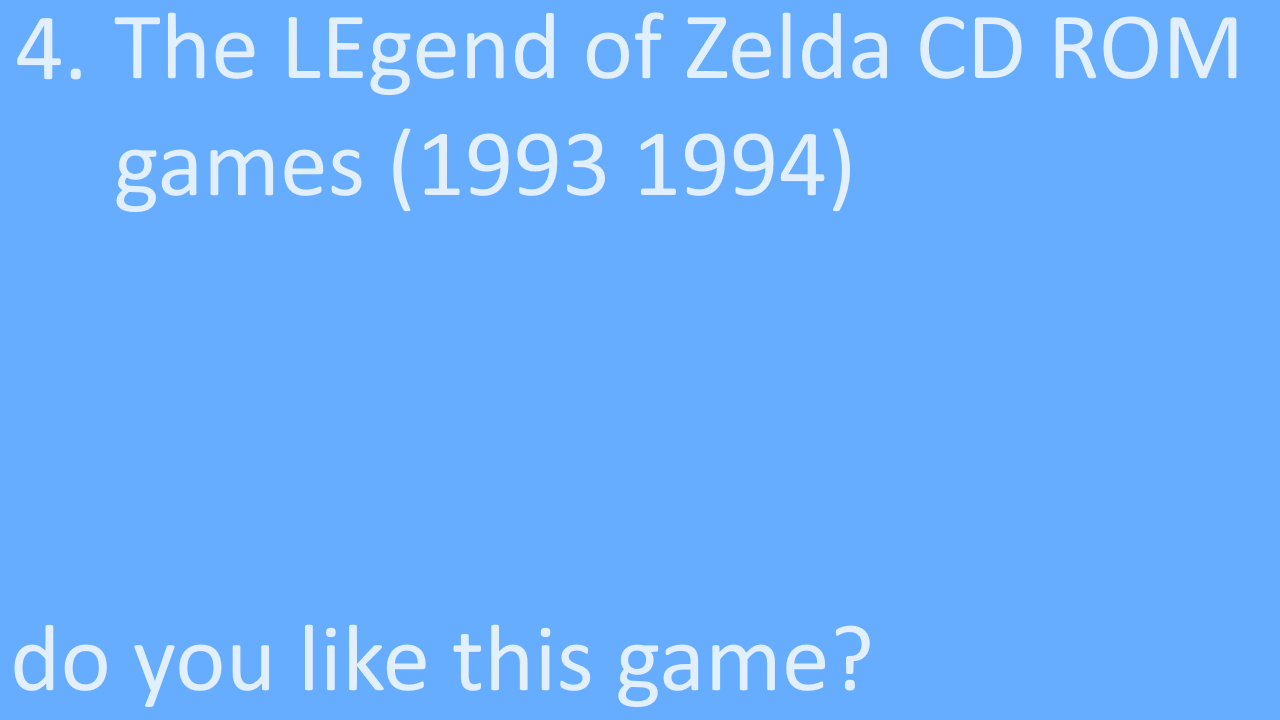 4. The LEgend of Zelda CD ROM
games (1993 1994)
do you like this game?